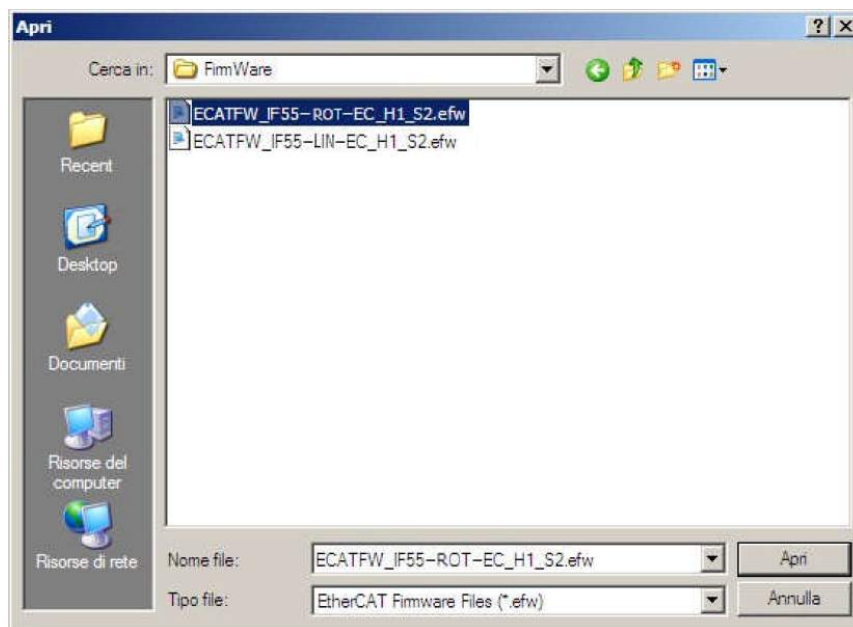 Apri
Cerca in: FirmWare
ECATFW_IF55-ROT-EC_H1_S2.efw
ECATFW_IF55-LIN-EC_H1_S2.efw
Recent
Desktop
Documenti
Risorse del
computer
Risorse di rete
Nome file: ECATFW_IF55-ROT-EC_H1_S2.efw Apri
Tipo file: EtherCAT Firmware Files (*.efw) Annulla